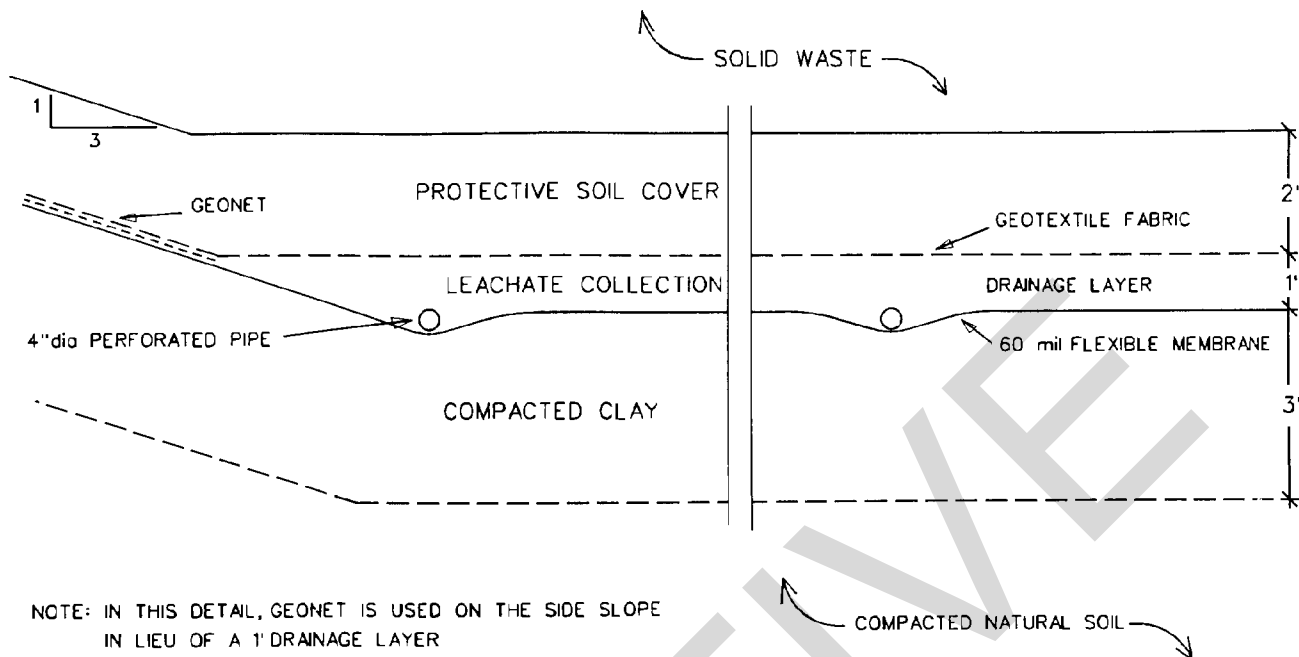 SOLID WASTE
1
3
PROTECTIVE SOIL COVER
2'
GEONET
GEOTEXTILE FABRIC
LEACHATE COLLECTION
DRAINAGE LAYER
1'
4"dia PERFORATED PIPE
60 mil FLEXIBLE MEMBRANE
COMPACTED CLAY
3'
NOTE: IN THIS DETAIL, GEONET IS USED ON THE SIDE SLOPE
IN LIEU OF A 1' DRAINAGE LAYER
COMPACTED NATURAL SOIL